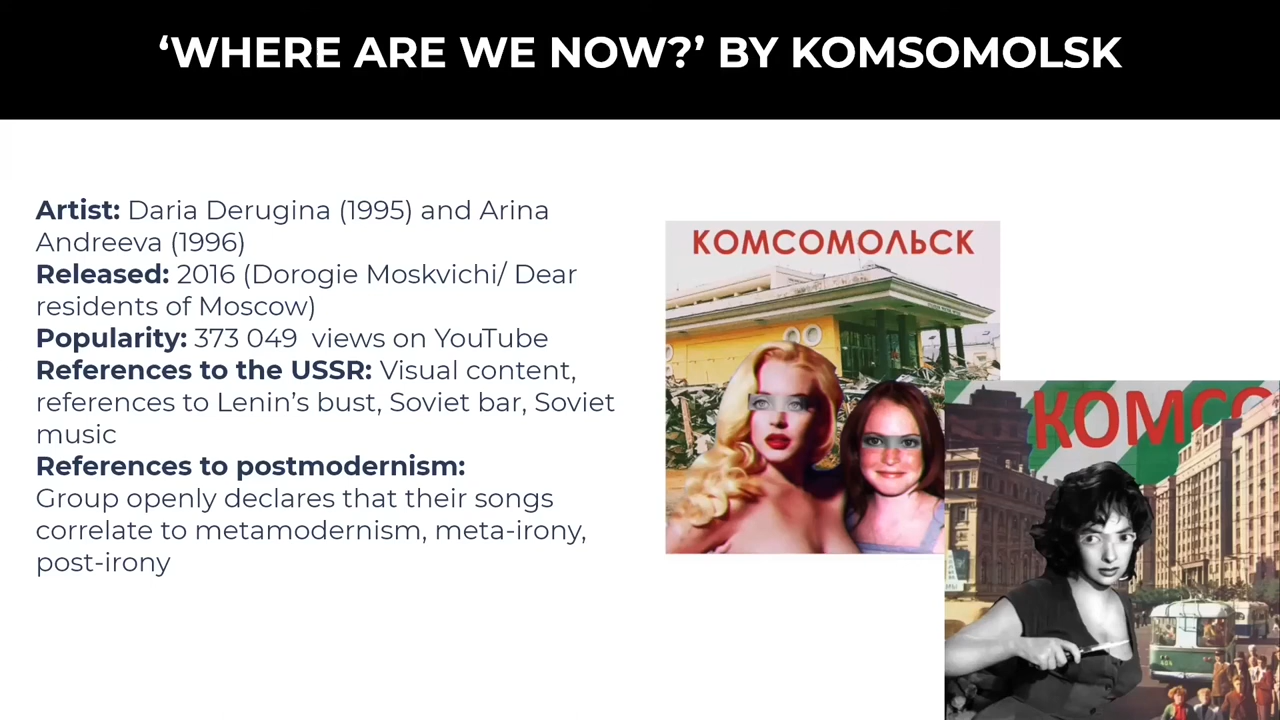 ‘WHERE ARE WE NOW?’ BY KOMSOMOLSK
Artist: Daria Derugina (1995) and Arina
Andreeva (1996)
Released: 2016 (Dorogie Moskvichi/ Dear
residents of Moscow)
Popularity: 373 049  views on YouTube
References to the USSR: Visual content,
references to Lenin’s bust, Soviet bar, Soviet
music
References to postmodernism:
Group openly declares that their songs
correlate to metamodernism, meta-irony,
post-irony
КОМСОМОЛЬСК
КОМСО